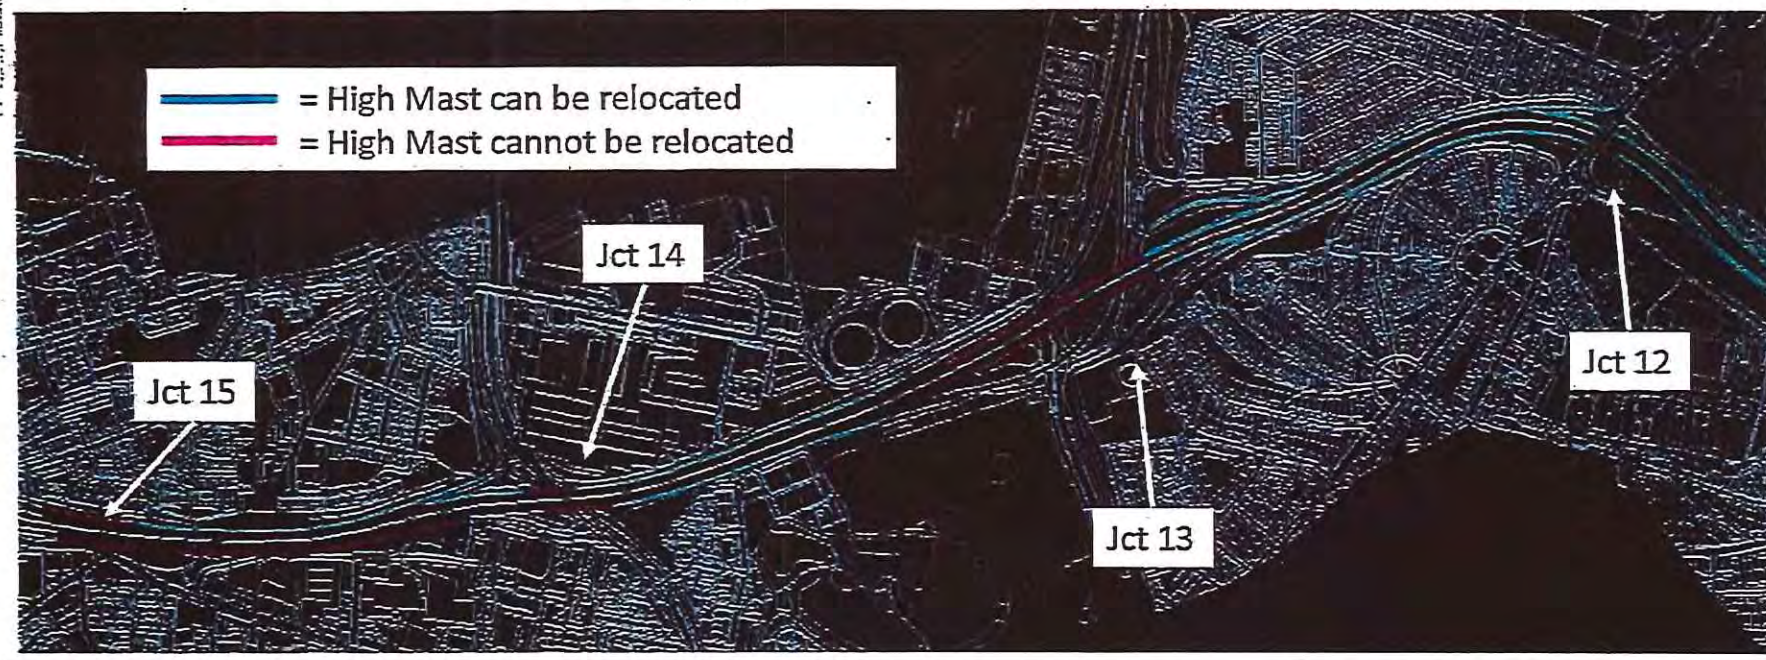 = High Mast can be relocated
= High Mast cannot be relocated
Jct 14
Jct 15
Jct 12
Jct 13